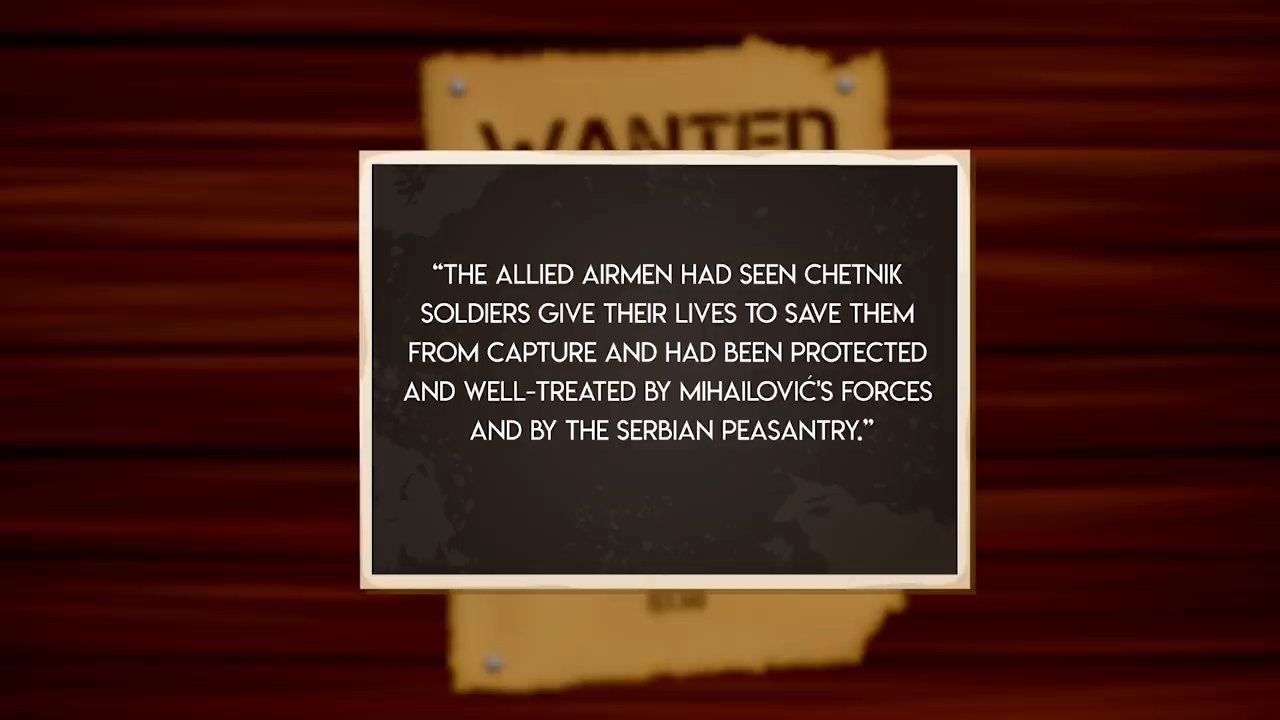 WANTED
“THE ALLIED AIRMEN HAD SEEN CHETNIK
SOLDIERS GIVE THEIR LIVES TO SAVE THEM
FROM CAPTURE AND HAD BEEN PROTECTED
AND WELL-TREATED BY MIHAILOVIĆ'S FORCES
AND BY THE SERBIAN PEASANTRY.”